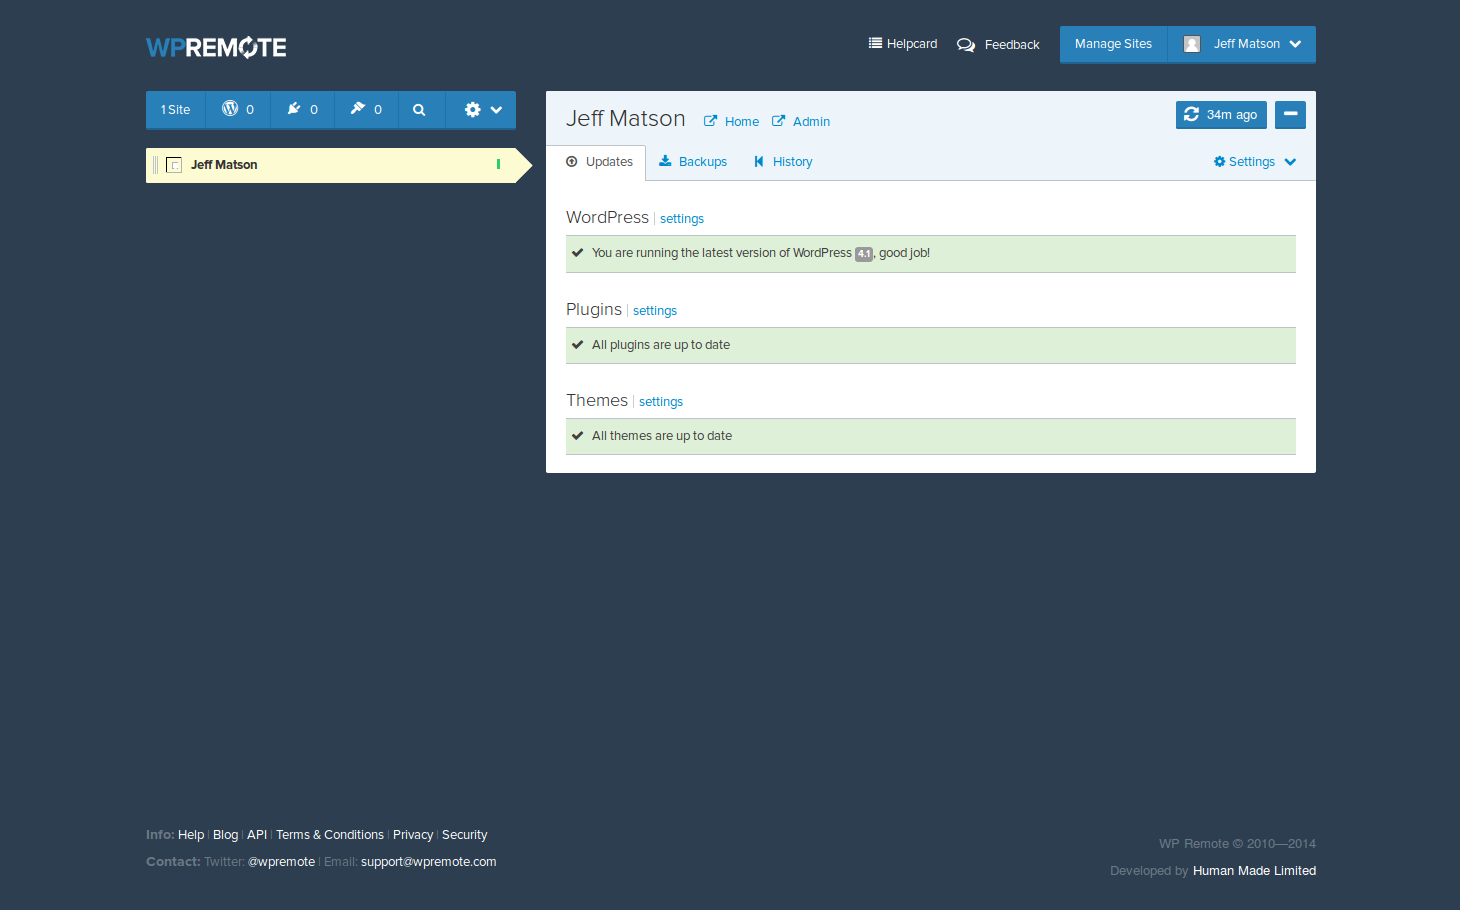 WPREMOTE
Helpcard Feedback Manage Sites Jeff Matson
1 Site 0 0 0
Jeff Matson
Jeff Matson Home Admin 34m ago
Updates Backups History Settings
WordPress | settings
You are running the latest version of WordPress 4.1, good job!
Plugins | settings
All plugins are up to date
Themes | settings
All themes are up to date
Info: Help | Blog | API | Terms & Conditions | Privacy | Security
Contact: Twitter: @wpremote | Email: support@wpremote.com
WP Remote © 2010—2014
Developed by Human Made Limited